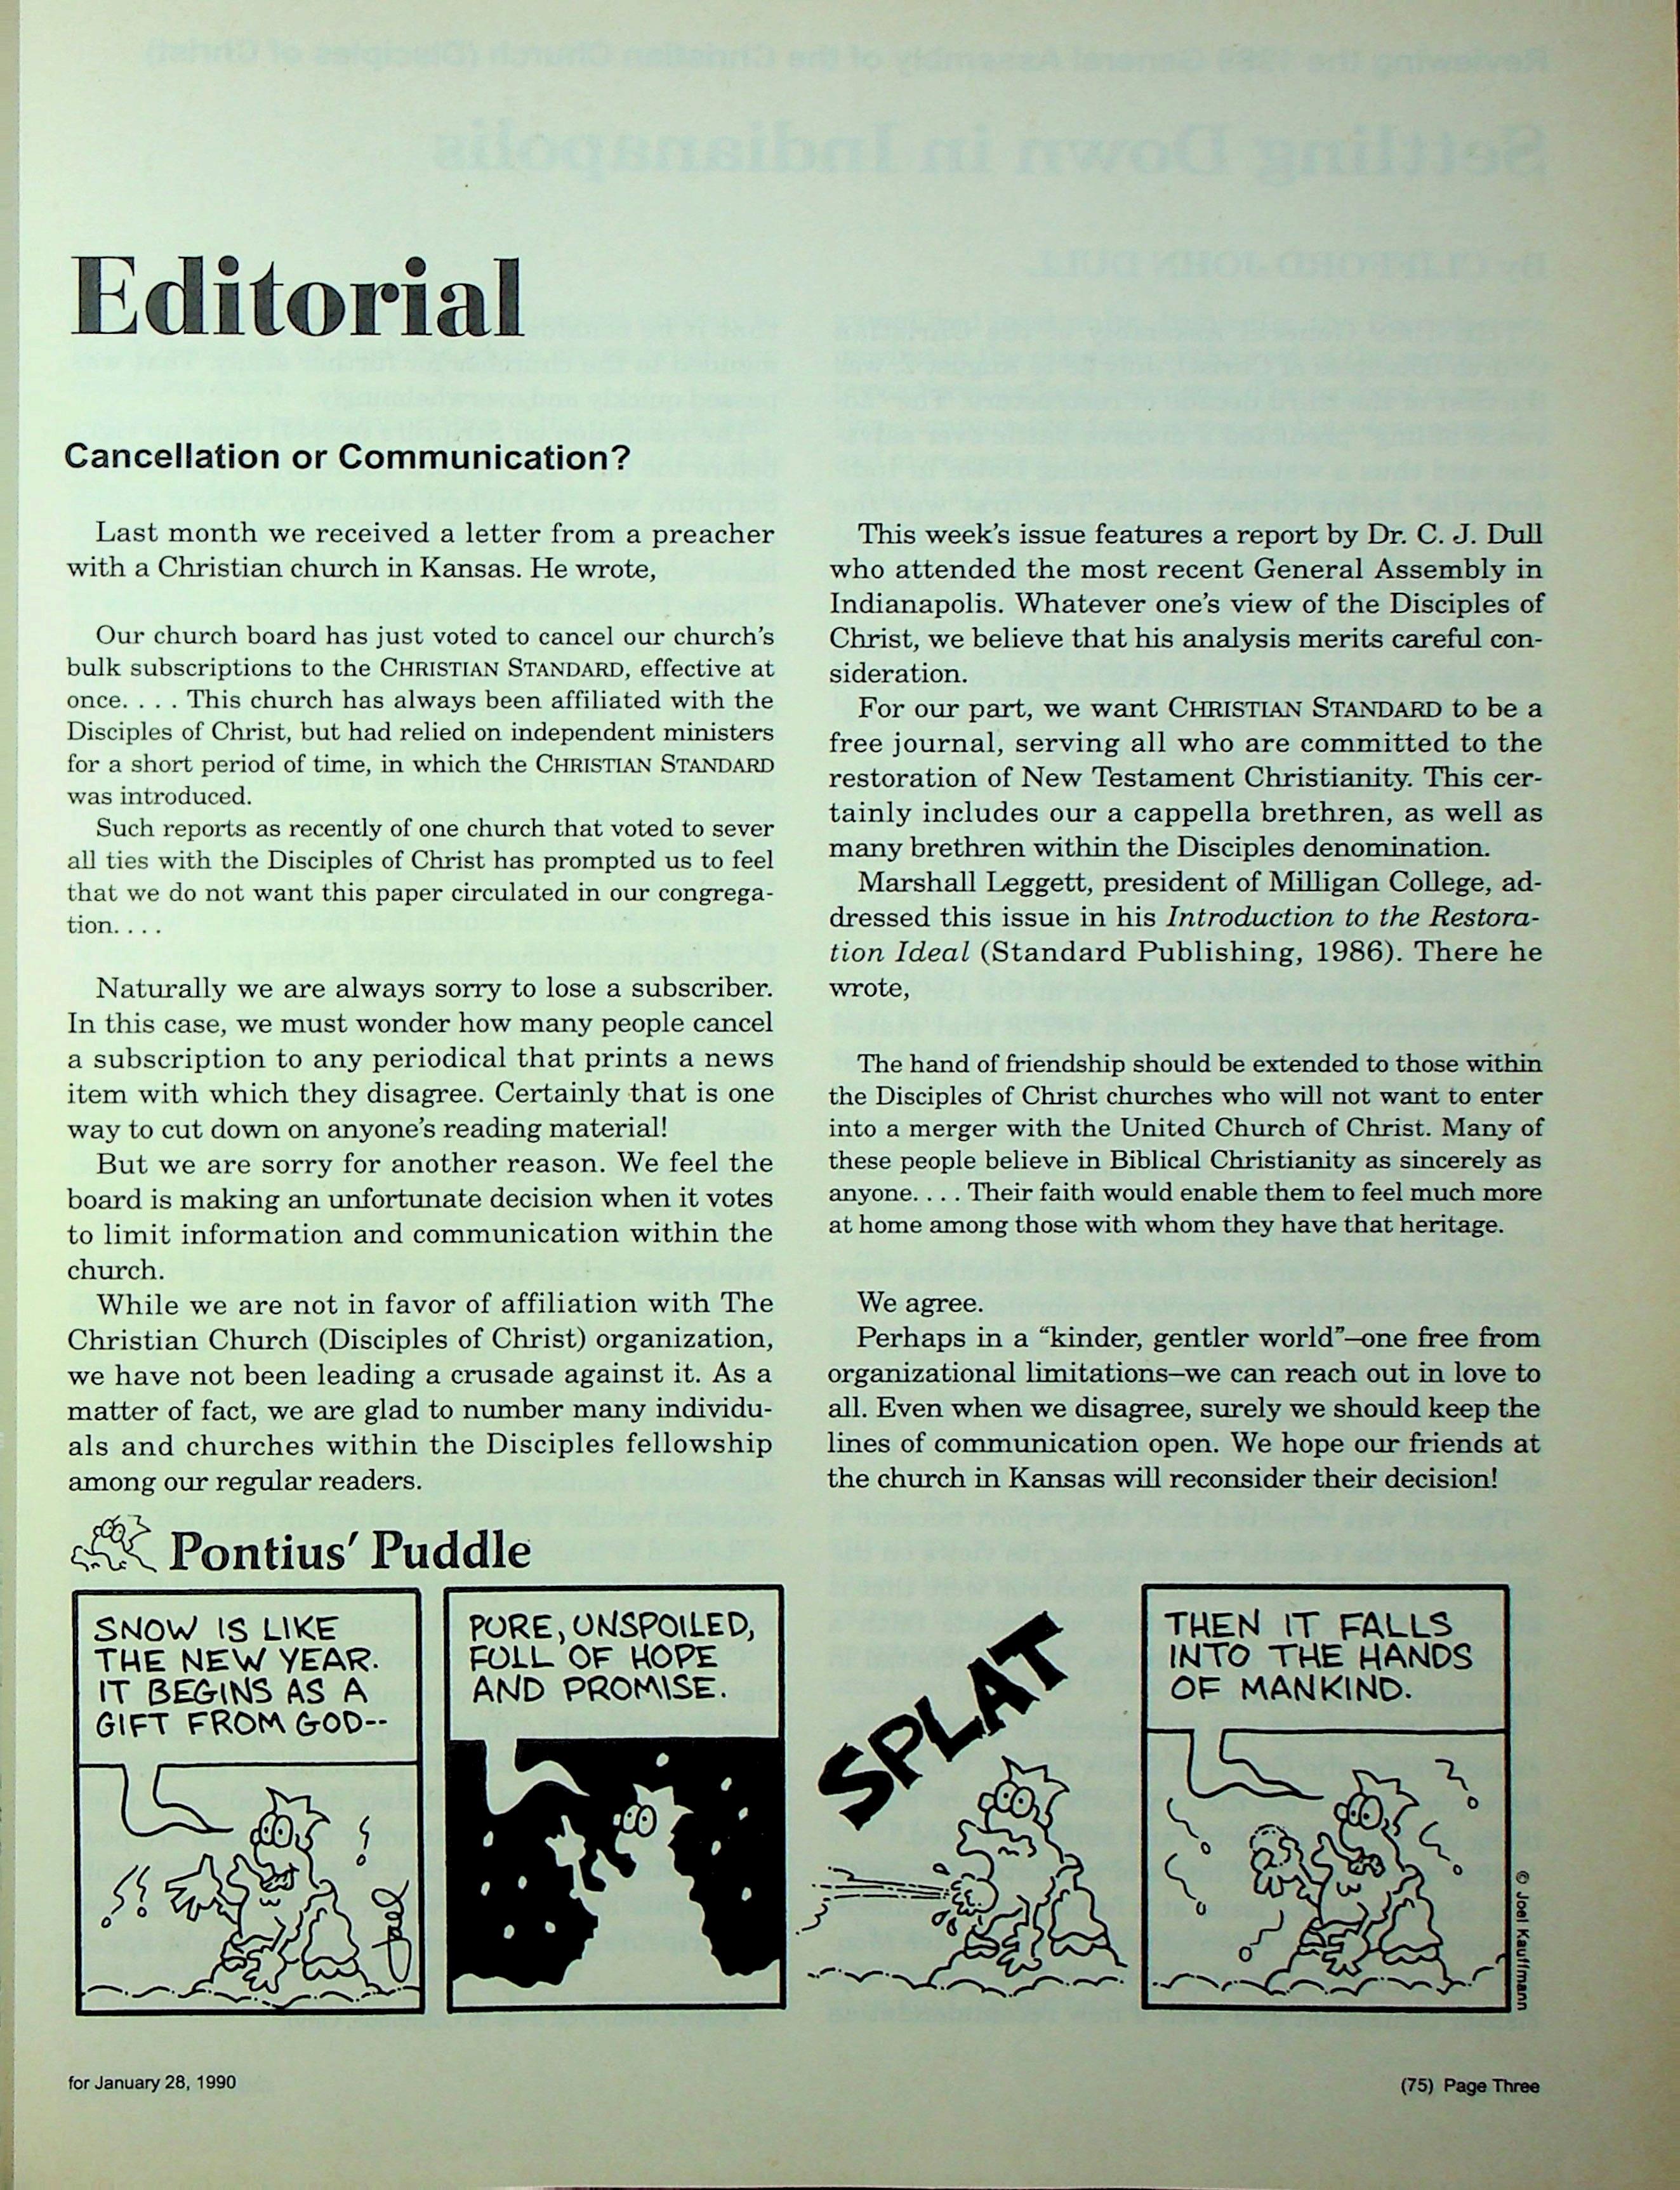 Editorial
Cancellation or Communication?
Last month we received a letter from a preacher
with a Christian church in Kansas. He wrote,
Our church board has just voted to cancel our church's
bulk subscriptions to the CHRISTIAN STANDARD, effective at
once. . . . This church has always been affiliated with the
Disciples of Christ, but had relied on independent ministers
for a short period of time, in which the CHRISTIAN STANDARD
was introduced.
Such reports as recently of one church that voted to sever
all ties with the Disciples of Christ has prompted us to feel
that we do not want this paper circulated in our congrega-
tion. . . .
Naturally we are always sorry to lose a subscriber.
In this case, we must wonder how many people cancel
a subscription to any periodical that prints a news
item with which they disagree. Certainly that is one
way to cut down on anyone's reading material!
But we are sorry for another reason. We feel the
board is making an unfortunate decision when it votes
to limit information and communication within the
church.
While we are not in favor of affiliation with The
Christian Church (Disciples of Christ) organization,
we have not been leading a crusade against it. As a
matter of fact, we are glad to number many individu-
als and churches within the Disciples fellowship
among our regular readers.
This week's issue features a report by Dr. C. J. Dull
who attended the most recent General Assembly in
Indianapolis. Whatever one's view of the Disciples of
Christ, we believe that his analysis merits careful con-
sideration.
For our part, we want CHRISTIAN STANDARD to be a
free journal, serving all who are committed to the
restoration of New Testament Christianity. This cer-
tainly includes our a cappella brethren, as well as
many brethren within the Disciples denomination.
Marshall Leggett, president of Milligan College, ad-
dressed this issue in his Introduction to the Restora-
tion Ideal (Standard Publishing, 1986). There he
wrote,
The hand of friendship should be extended to those within
the Disciples of Christ churches who will not want to enter
into a merger with the United Church of Christ. Many of
these people believe in Biblical Christianity as sincerely as
anyone. . . . Their faith would enable them to feel much more
at home among those with whom they have that heritage.
We agree.
Perhaps in a “kinder, gentler world”—one free from
organizational limitations—we can reach out in love to
all. Even when we disagree, surely we should keep the
lines of communication open. We hope our friends at
the church in Kansas will reconsider their decision!
Pontius' Puddle
SNOW IS LIKE
THE NEW YEAR.
IT BEGINS AS A
GIFT FROM GOD--
PURE, UNSPOILED,
FULL OF HOPE
AND PROMISE.
SPLAT
THEN IT FALLS
INTO THE HANDS
OF MANKIND.
© Joel Kauffmann
for January 28, 1990
(75) Page Three